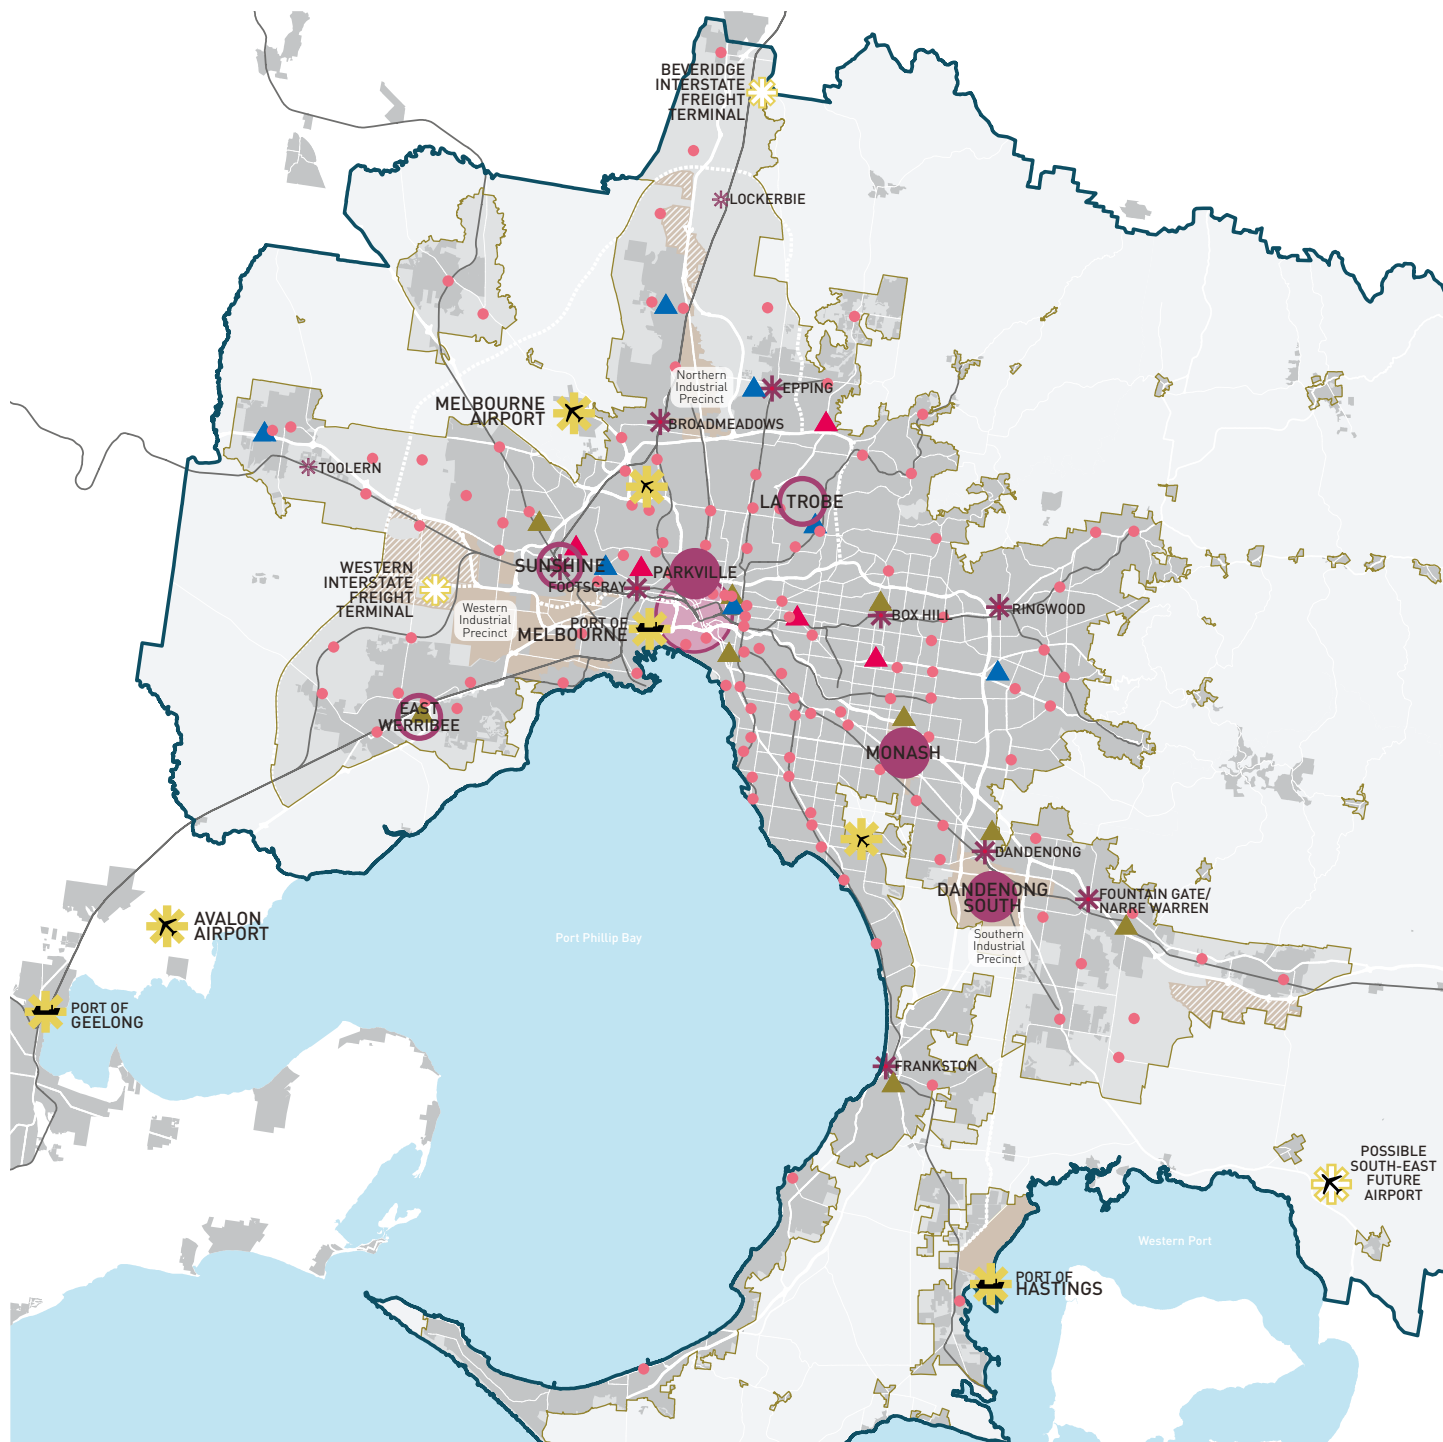 BEVERIDGE
INTERSTATE
FREIGHT
TERMINAL
LOCKERBIE
Northern
Industrial
Precinct
EPPING
MELBOURNE
AIRPORT
BROADMEADOWS
TOOLERN
LA TROBE
WESTERN
INTERSTATE
FREIGHT
TERMINAL
SUNSHINE
PARKVILLE
FOOTSCRAY
Western
Industrial
Precinct
PORT OF
MELBOURNE
BOX HILL
RINGWOOD
EAST
WERRIBEE
MONASH
DANDENONG
DANDENONG
SOUTH
FOUNTAIN GATE/
NARRE WARREN
Southern
Industrial
Precinct
AVALON
AIRPORT
Port Phillip Bay
PORT OF
GEELONG
FRANKSTON
POSSIBLE
SOUTH-EAST
FUTURE
AIRPORT
Western Port
PORT OF
HASTINGS